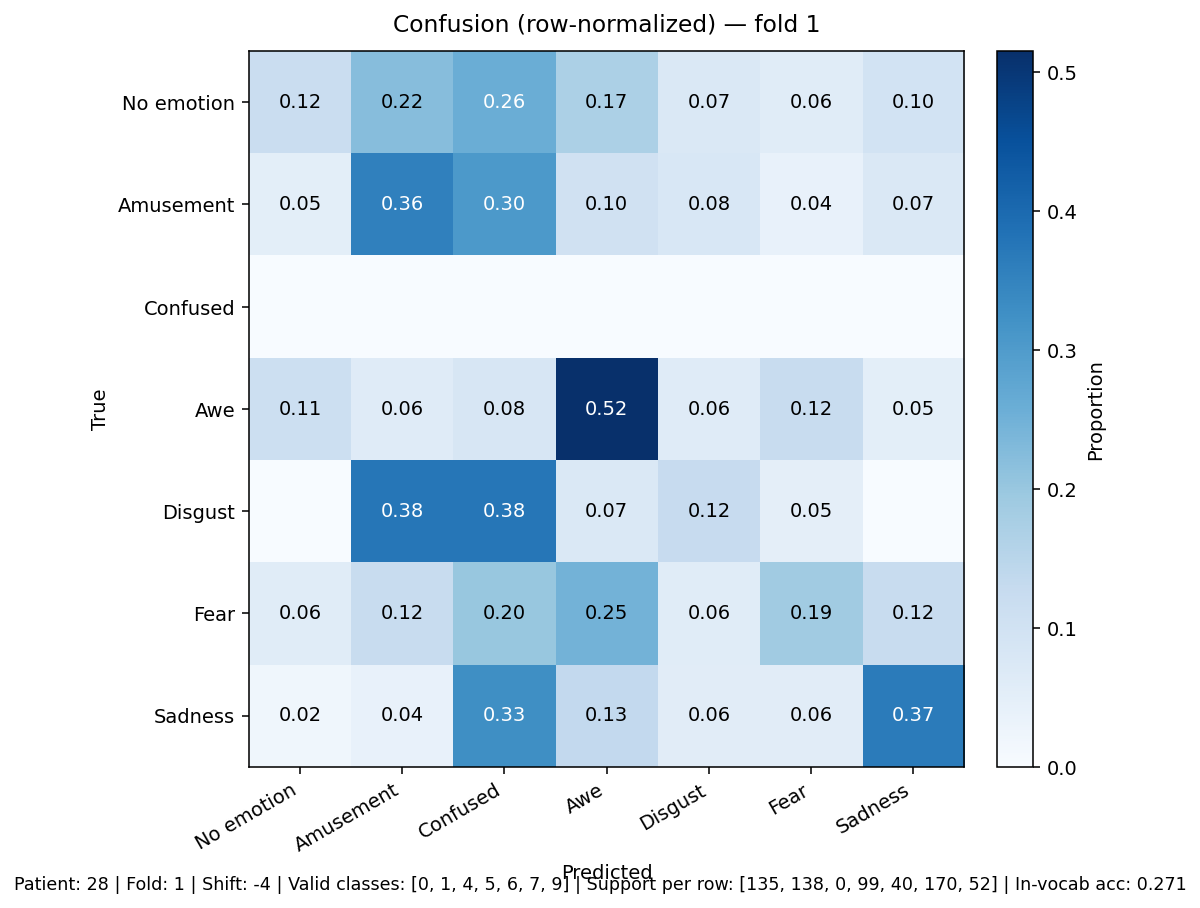 Confusion (row-normalized) — fold 1
No emotion 0.12 0.22 0.26 0.17 0.07 0.06 0.10
Amusement 0.05 0.36 0.30 0.10 0.08 0.04 0.07
Confused
Awe 0.11 0.06 0.08 0.52 0.06 0.12 0.05
Disgust 0.38 0.38 0.07 0.12 0.05
Fear 0.06 0.12 0.20 0.25 0.06 0.19 0.12
Sadness 0.02 0.04 0.33 0.13 0.06 0.06 0.37
True
No emotion Amusement Confused Awe Disgust Fear Sadness
Predicted
0.5
0.4
0.3
0.2
0.1
0.0
Proportion
Patient: 28 | Fold: 1 | Shift: -4 | Valid classes: [0, 1, 4, 5, 6, 7, 9] | Support per row: [135, 138, 0, 99, 40, 170, 52] | In-vocab acc: 0.271